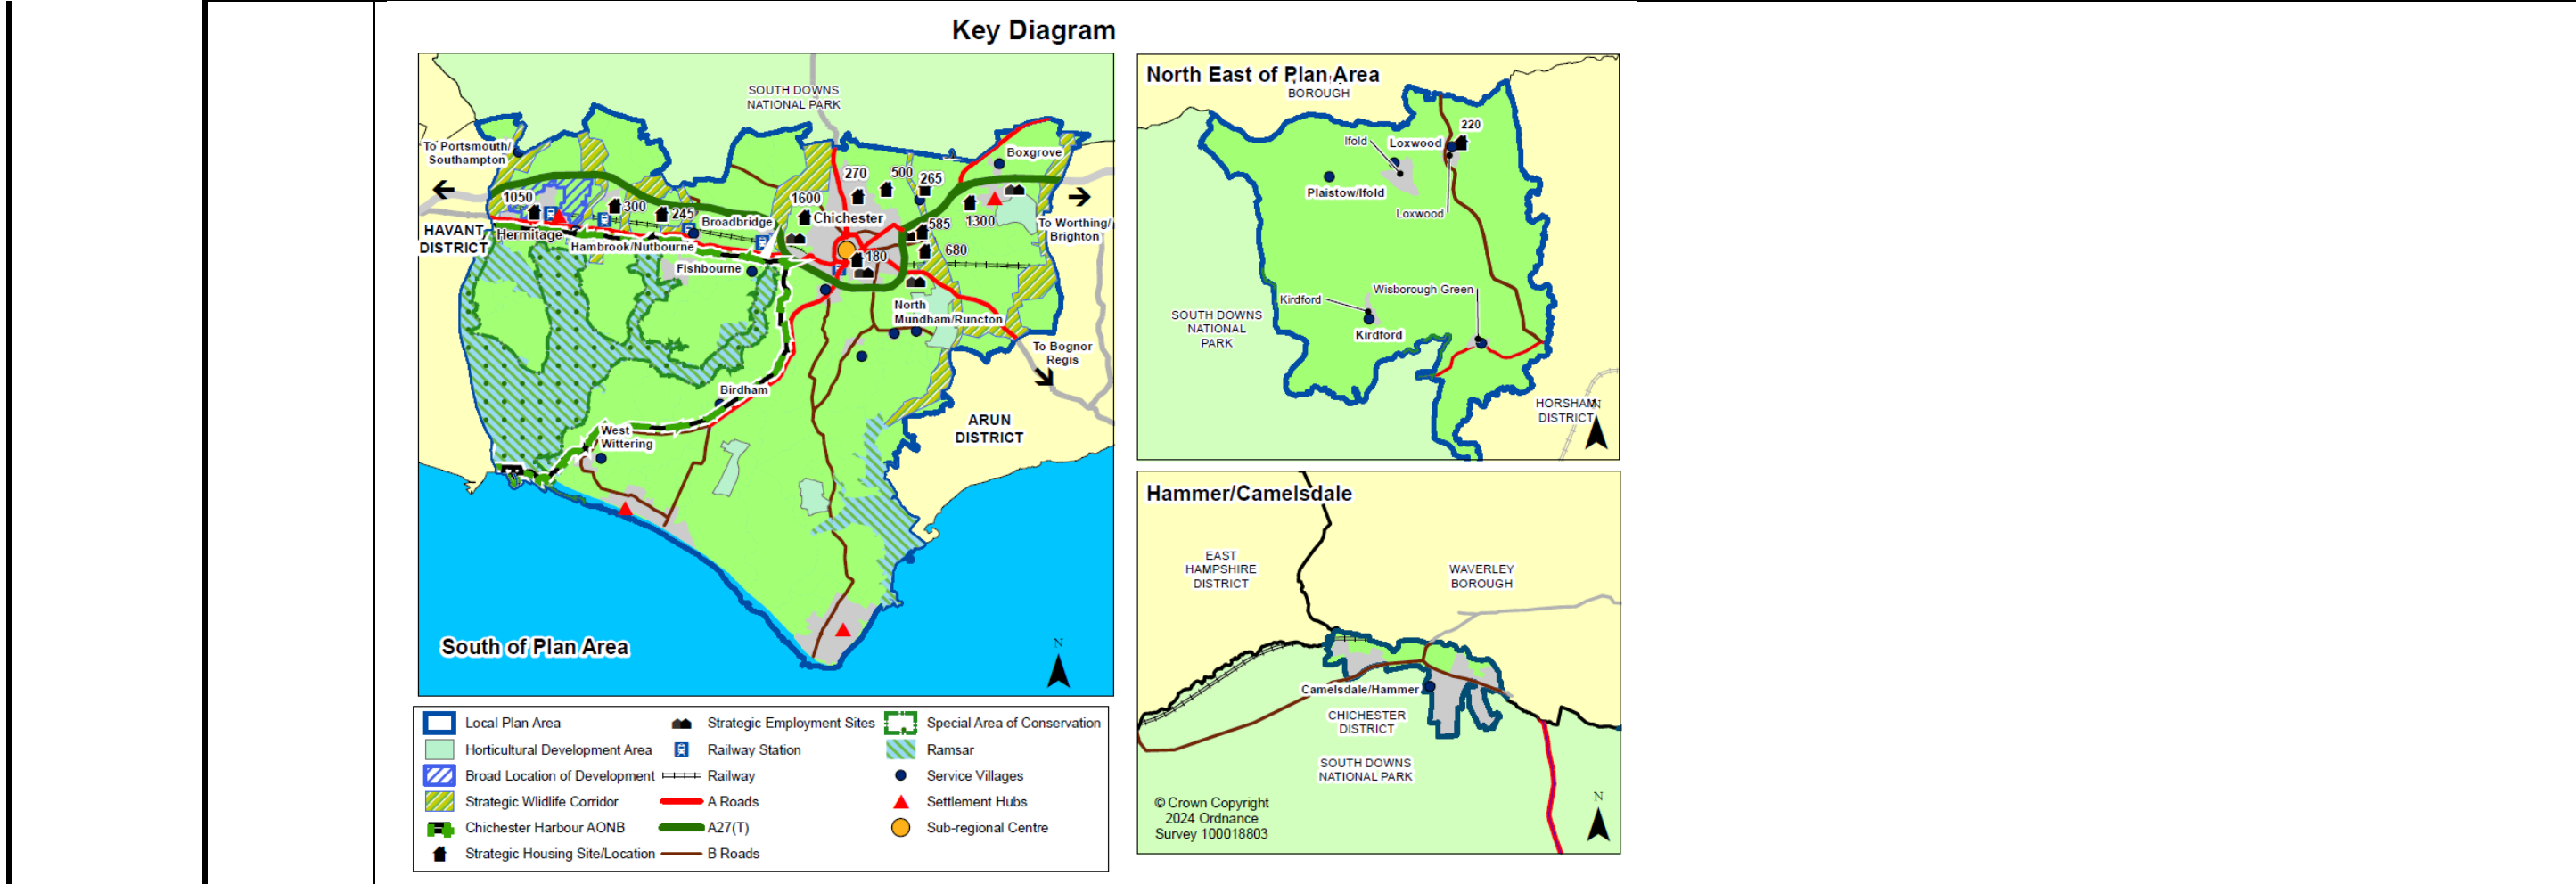 Key Diagram
SOUTH DOWNS
NATIONAL PARK
To Portsmouth/
Southampton
Boxgrove
1050
300
245
Broadbridge
1600
270
500
265
Chichester
585
1300
680
180
To Worthing/
Brighton
HAVANT
DISTRICT
Hermitage
Hambrook/Nutbourne
Fishbourne
North
Mundham/Runcton
To Bognor
Regis
Birdham
West
Wittering
ARUN
DISTRICT
South of Plan Area
N
North East of Plan Area
BOROUGH
220
Ifold
Loxwood
Plaistow/Ifold
Loxwood
Kirdford
Wisborough Green
Kirdford
SOUTH DOWNS
NATIONAL
PARK
HORSHAM
DISTRICT
N
Hammer/Camelsdale
EAST
HAMPSHIRE
DISTRICT
WAVERLEY
BOROUGH
Camelsdale/Hammer
CHICHESTER
DISTRICT
SOUTH DOWNS
NATIONAL PARK
© Crown Copyright
2024 Ordnance
Survey 100018803
N
Local Plan Area
Horticultural Development Area
Broad Location of Development
Strategic Wlidlife Corridor
Chichester Harbour AONB
Strategic Housing Site/Location
Strategic Employment Sites
Railway Station
Railway
A Roads
A27(T)
B Roads
Special Area of Conservation
Ramsar
Service Villages
Settlement Hubs
Sub-regional Centre